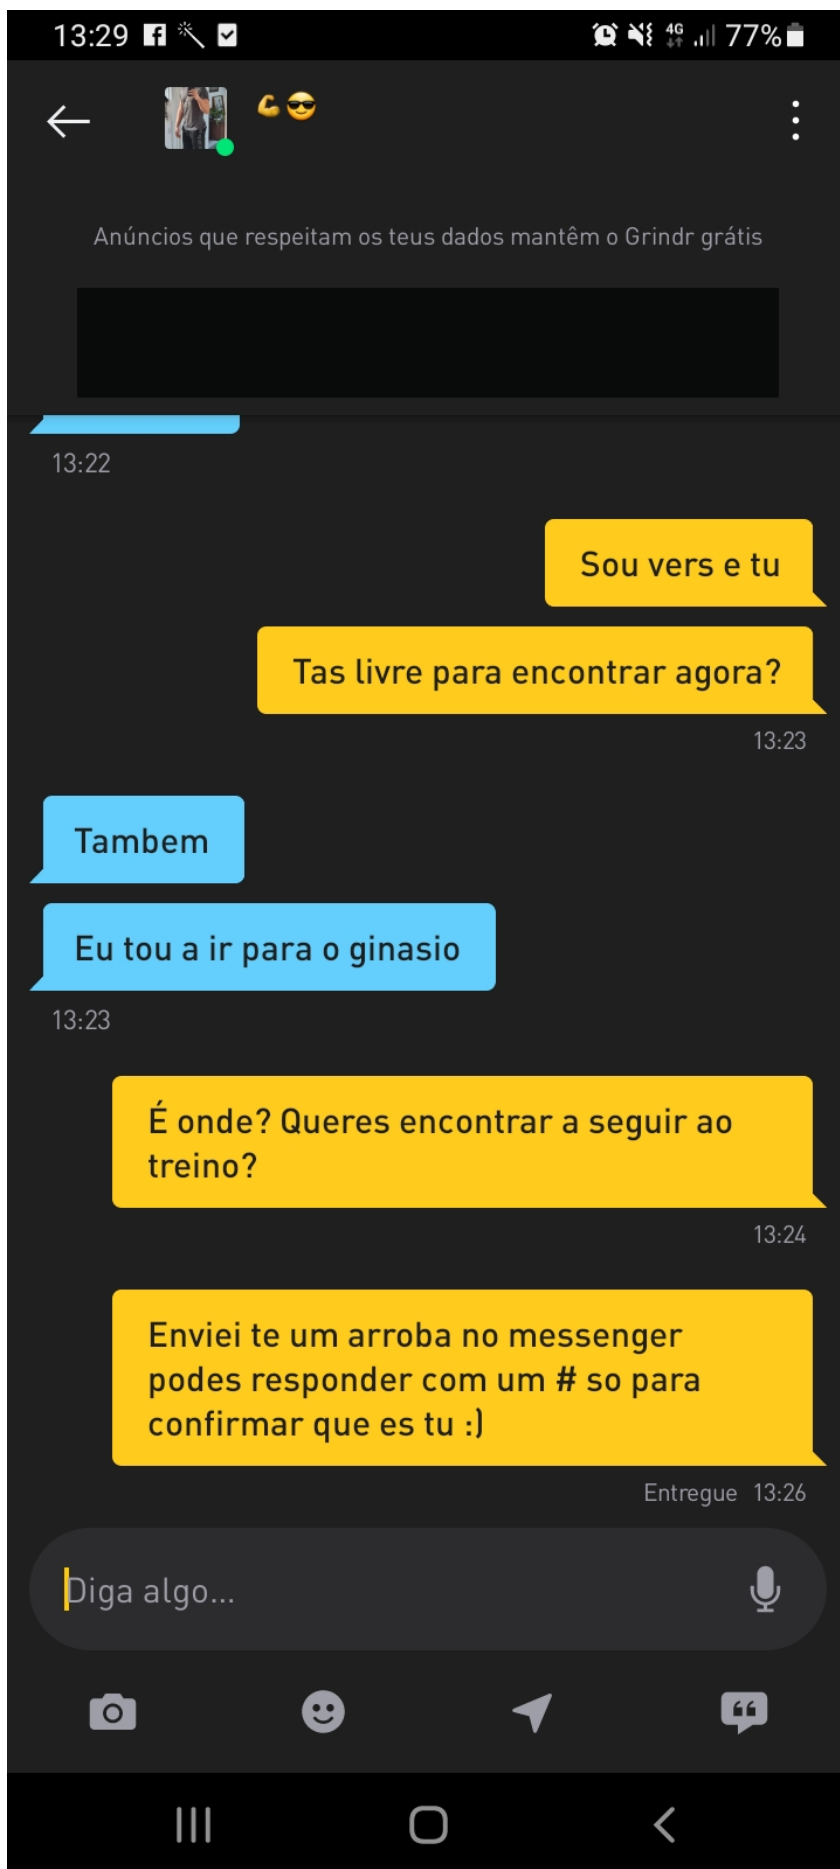 13:29
4G 77%
Anúncios que respeitam os teus dados mantêm o Grindr grátis
13:22
Sou vers e tu
Tas livre para encontrar agora?
13:23
Tambem
Eu tou a ir para o ginasio
13:23
É onde? Queres encontrar a seguir ao
treino?
13:24
Enviei te um arroba no messenger
podes responder com um # so para
confirmar que es tu :)
Entregue 13:26
Diga algo...